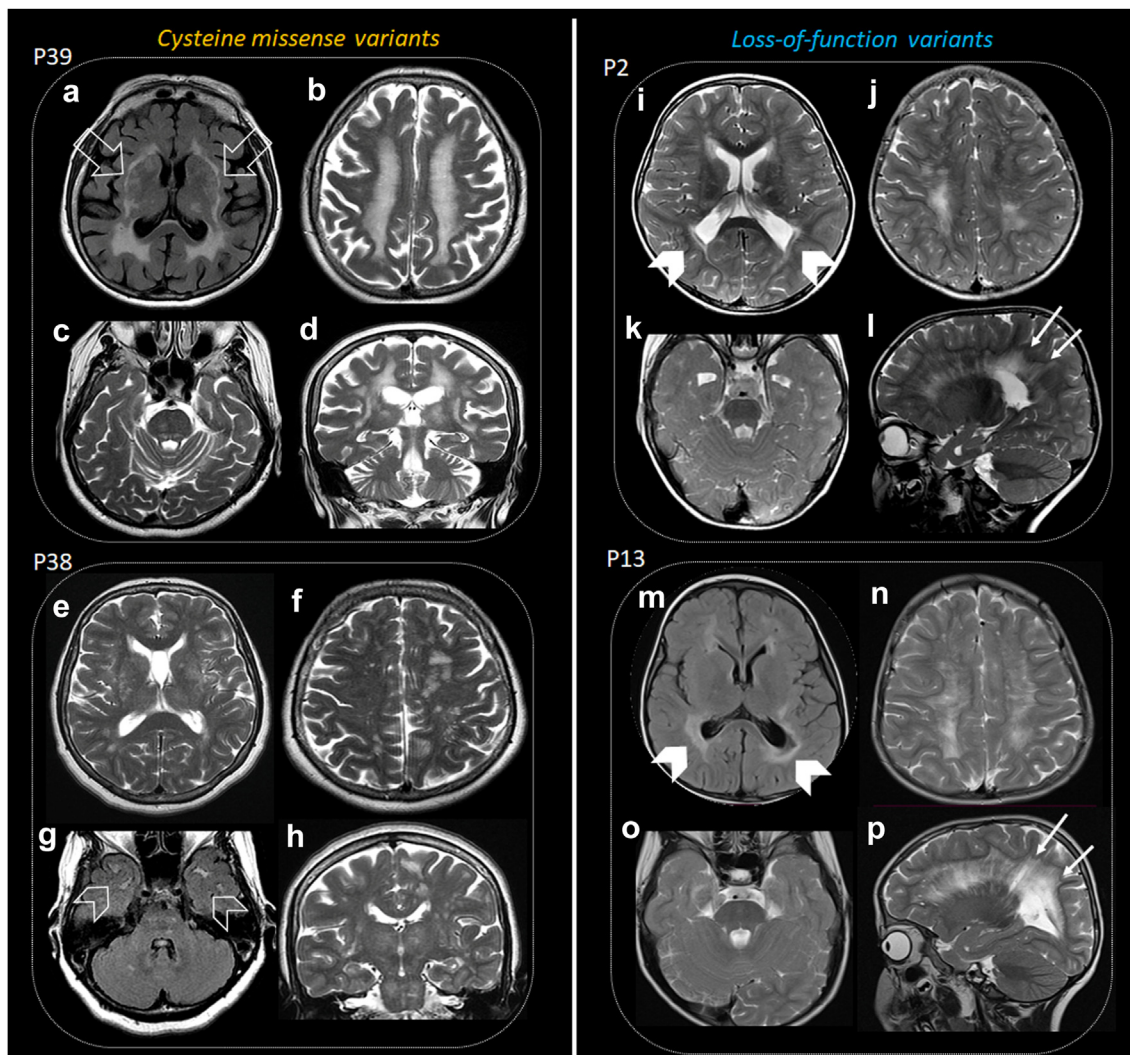 Cysteine missense variants
Loss-of-function variants
P39
a
b
c
d
P38
e
f
g
h
P2
i
j
k
l
P13
m
n
o
p